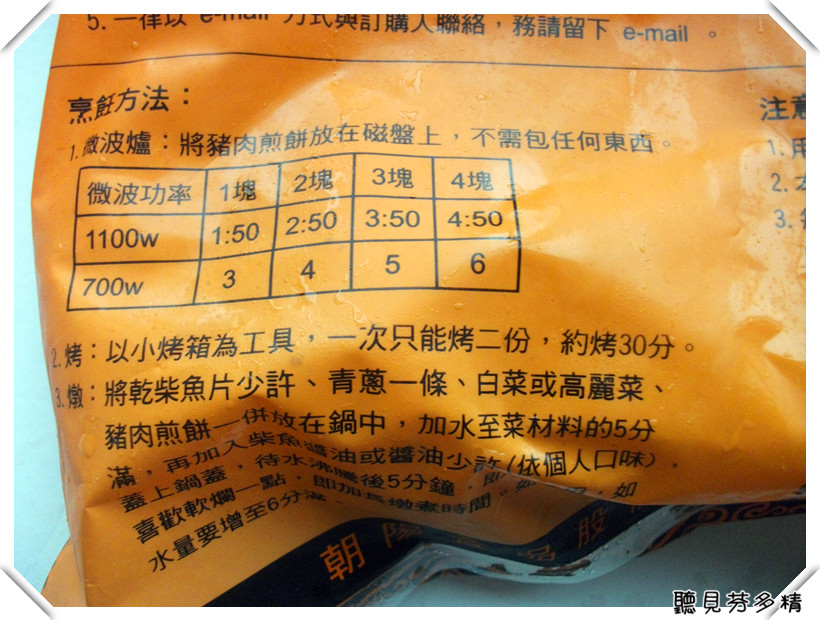 5. 一律以 e-mail 方式與訂購人聯絡，務請留下 e-mail 。
烹飪方法：
1. 微波爐：將豬肉煎餅放在磁盤上，不需包任何東西。
微波功率 1塊 2塊 3塊 4塊
1100w 1:50 2:50 3:50 4:50
700w 3 4 5 6
2. 烤：以小烤箱為工具，一次只能烤二份，約烤30分。
3. 燉：將乾柴魚片少許、青蔥一條、白菜或高麗菜、
豬肉煎餅一併放在鍋中，加水至菜材料的5分
滿，再加入柴魚醬油或醬油少許(依個人口味)，
蓋上鍋蓋，待水沸騰後5分鐘，即
喜歡軟爛一點，即加長燉煮時間。如
，如
水量要增至6分滿。
朝陽
股
注意
1. 用
2. 本
3.
聽見芬多精